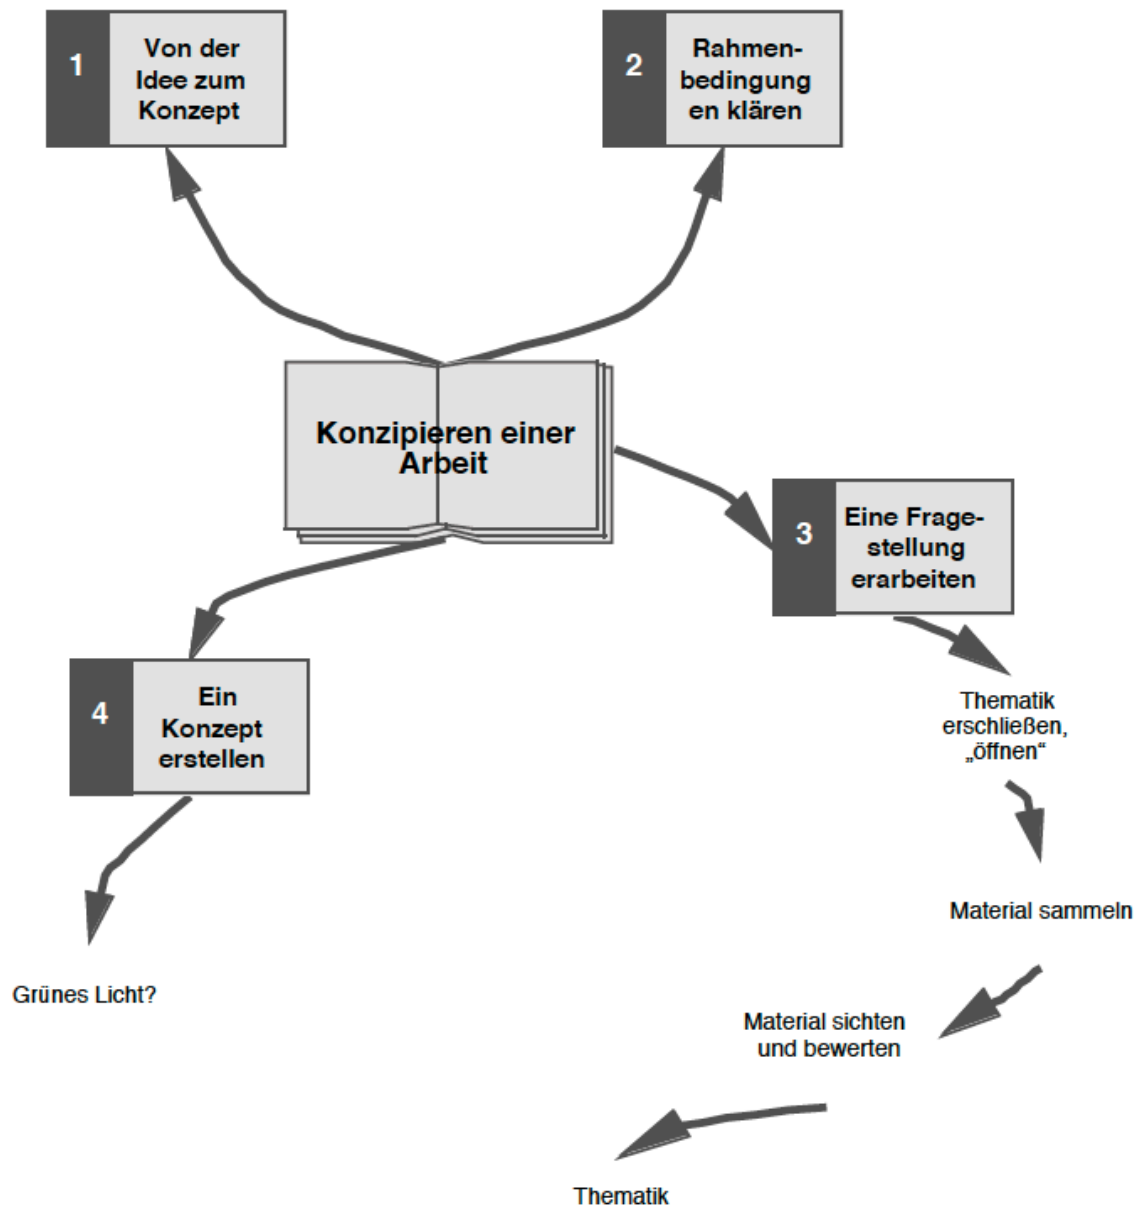 1
Von der
Idee zum
Konzept
2
Rahmen-
bedingung
en klären
Konzipieren einer
Arbeit
3
Eine Frage-
stellung
erarbeiten
4
Ein
Konzept
erstellen
Thematik
erschließen,
„öffnen“
Material sammeln
Grünes Licht?
Material sichten
und bewerten
Thematik